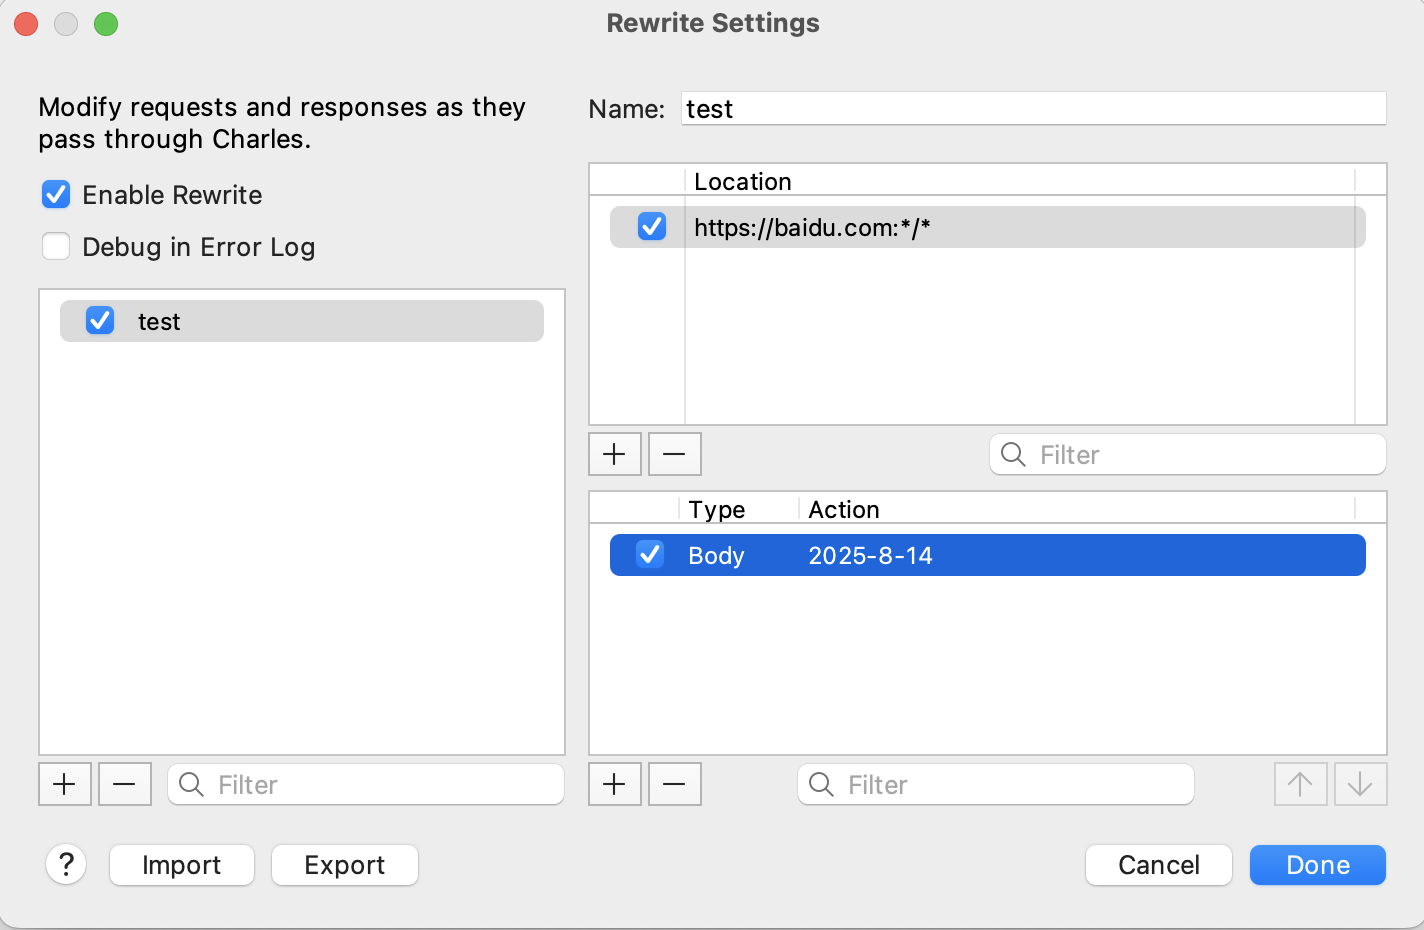 Rewrite Settings
Modify requests and responses as they
pass through Charles.
Enable Rewrite
Debug in Error Log
test
Filter
Name: test
Location
https://baidu.com:*/*
Filter
Type Action
Body 2025-8-14
Filter
? Import Export
Cancel Done